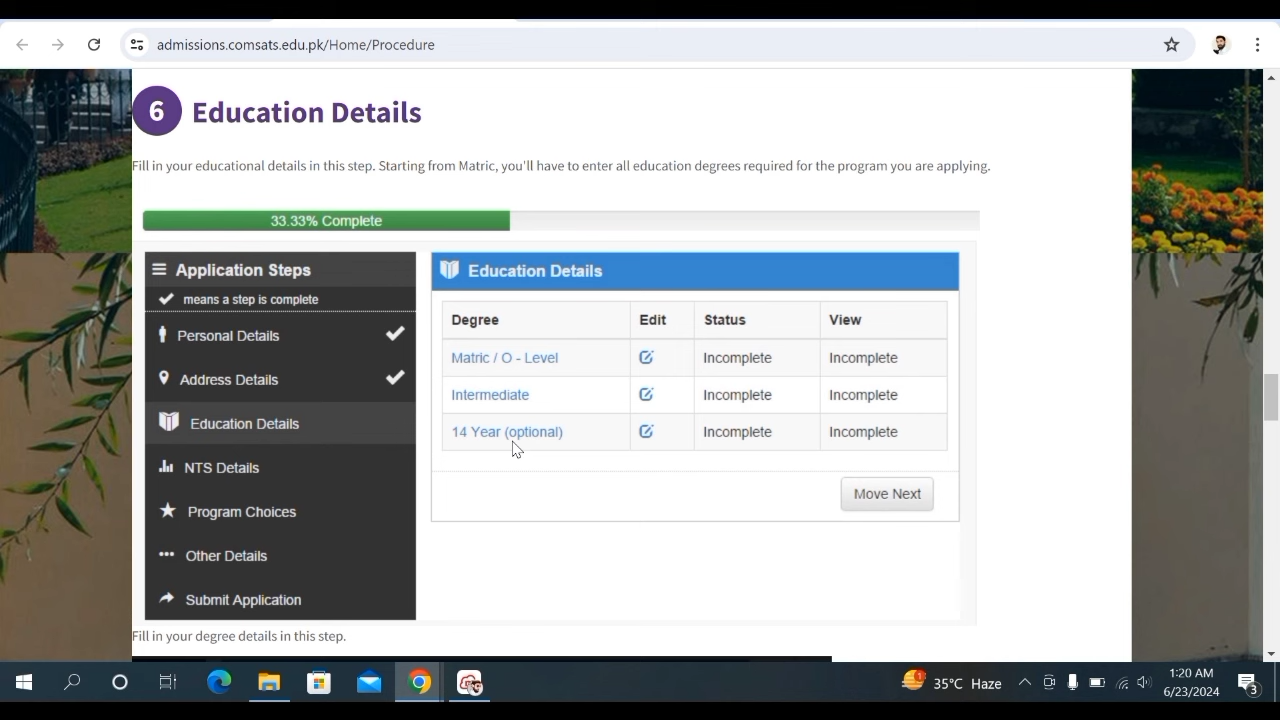 admissions.comsats.edu.pk/Home/Procedure
6 Education Details
Fill in your educational details in this step. Starting from Matric, you'll have to enter all education degrees required for the program you are applying.
33.33% Complete
Application Steps
means a step is complete
Personal Details
Address Details
Education Details
NTS Details
Program Choices
Other Details
Submit Application
Education Details
Degree Edit Status View
Matric / O - Level Incomplete Incomplete
Intermediate Incomplete Incomplete
14 Year (optional) Incomplete Incomplete
Move Next
Fill in your degree details in this step.
1
35°C Haze
1:20 AM
6/23/2024
3